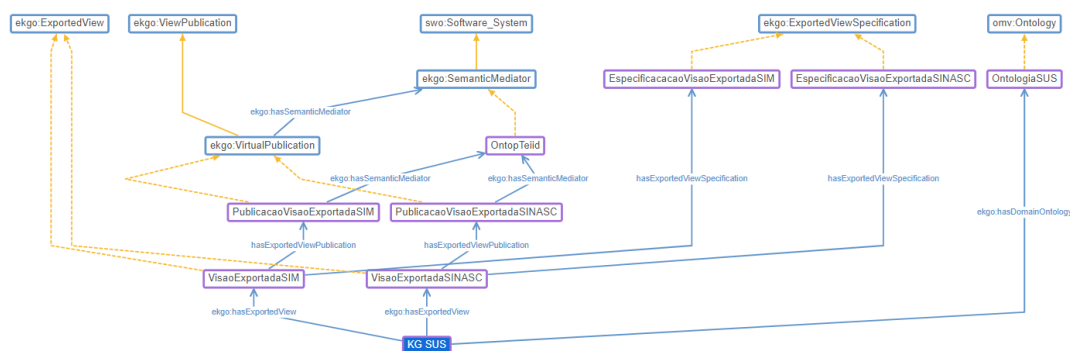 ekgo:ExportedView
ekgo:ViewPublication
swo:Software_System
ekgo:ExportedViewSpecification
omv:Ontology
ekgo:SemanticMediator
EspecificacacaoVisaoExportadaSIM
EspecificacacaoVisaoExportadaSINASC
OntologiaSUS
ekgo:hasSemanticMediator
ekgo:VirtualPublication
OntopTeiid
ekgo:hasSemanticMediator
ekgo:hasSemanticMediator
hasExportedViewSpecification
hasExportedViewSpecification
PublicacaoVisaoExportadaSIM
PublicacaoVisaoExportadaSINASC
ekgo:hasDomainOntology
hasExportedViewPublication
hasExportedViewPublication
VisaoExportadaSIM
VisaoExportadaSINASC
ekgo:hasExportedView
ekgo:hasExportedView
KG SUS